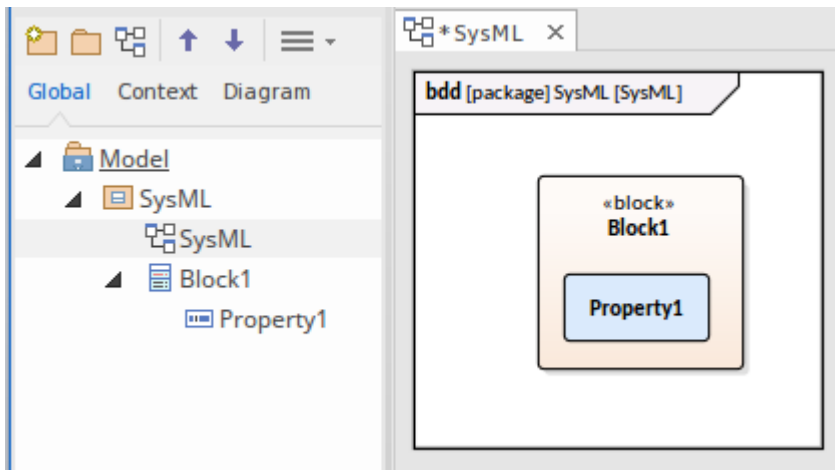 Global Context Diagram
Model
SysML
SysML
Block1
Property1
*SysML
bdd [package] SysML [SysML]
«block»
Block1
Property1